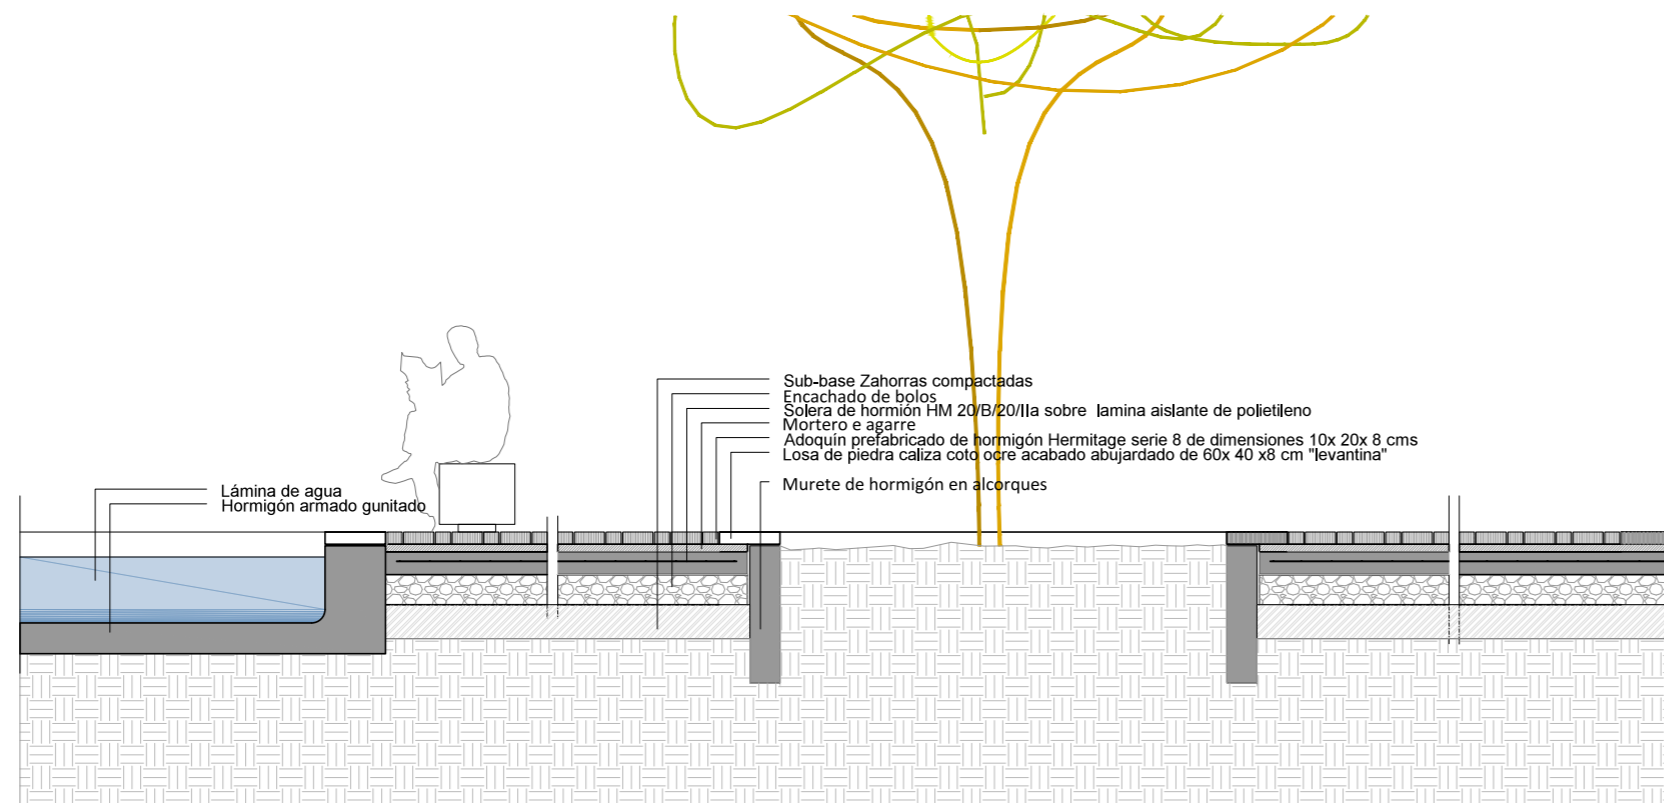 Sub-base Zahorras compactadas
Encachado de bolos
Solera de hormión HM 20/B/20/IIa sobre lamina aislante de polietileno
Mortero e agarre
Adoquín prefabricado de hormigón Hermitage serie 8 de dimensiones 10x 20x 8 cms
Losa de piedra caliza coto ocre acabado abujardado de 60x 40 x8 cm "levantina"
Murete de hormigón en alcorques
Lámina de agua
Hormigón armado gunitado